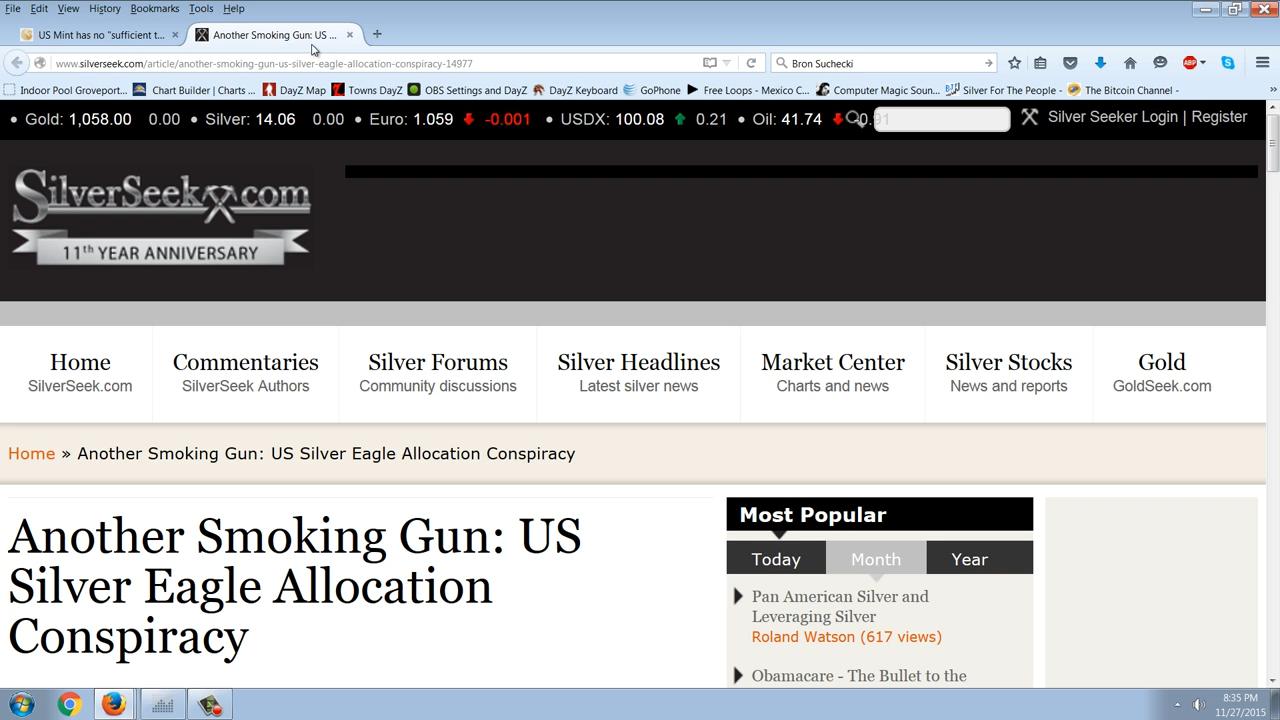 File Edit View History Bookmarks Tools Help
US Mint has no "sufficient t... × Another Smoking Gun: US ... × +
www.silverseek.com/article/another-smoking-gun-us-silver-eagle-allocation-conspiracy-14977 Bron Suchecki
Indoor Pool Groveport... Chart Builder | Charts ... DayZ Map Towns DayZ OBS Settings and DayZ DayZ Keyboard GoPhone Free Loops - Mexico C... Computer Magic Soun... Silver For The People - The Bitcoin Channel - »
• Gold: 1,058.00 0.00 • Silver: 14.06 0.00 • Euro: 1.059 -0.001 • USDX: 100.08 0.21 • Oil: 41.74 0.91 Silver Seeker Login | Register
SilverSeek.com
11th YEAR ANNIVERSARY
Home Commentaries Silver Forums Silver Headlines Market Center Silver Stocks Gold
SilverSeek.com SilverSeek Authors Community discussions Latest silver news Charts and news News and reports GoldSeek.com
Home » Another Smoking Gun: US Silver Eagle Allocation Conspiracy
Another Smoking Gun: US
Silver Eagle Allocation
Conspiracy
Most Popular
Today Month Year
Pan American Silver and
Leveraging Silver
Roland Watson (617 views)
Obamacare - The Bullet to the
ABP
8:35 PM
11/27/2015